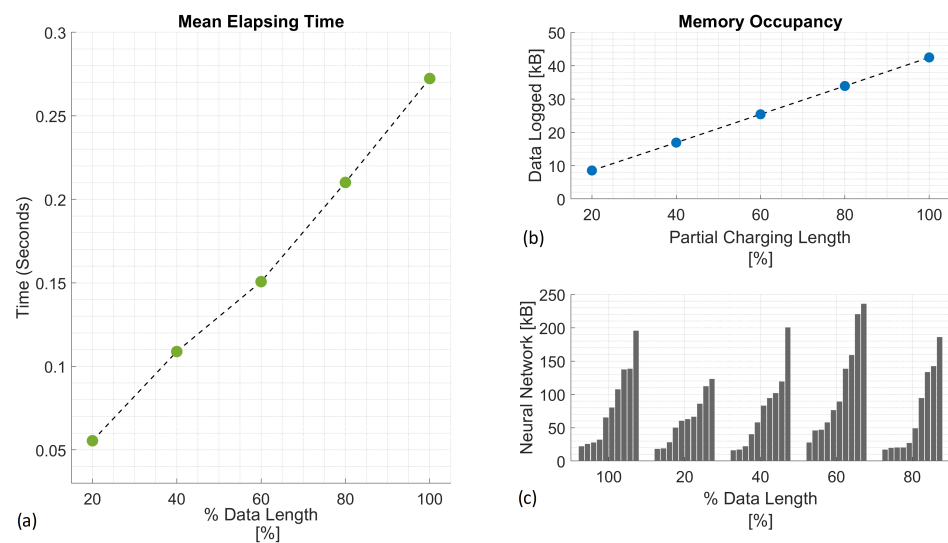 Mean Elapsing Time
0.3
0.25
0.2
0.15
0.1
0.05
Time (Seconds)
20 40 60 80 100
% Data Length
[%]
(a)
Memory Occupancy
50
40
30
20
10
0
Data Logged [kB]
20 40 60 80 100
Partial Charging Length
[%]
(b)
250
200
150
100
50
0
Neural Network [kB]
100 20 40 60 80
% Data Length
[%]
(c)